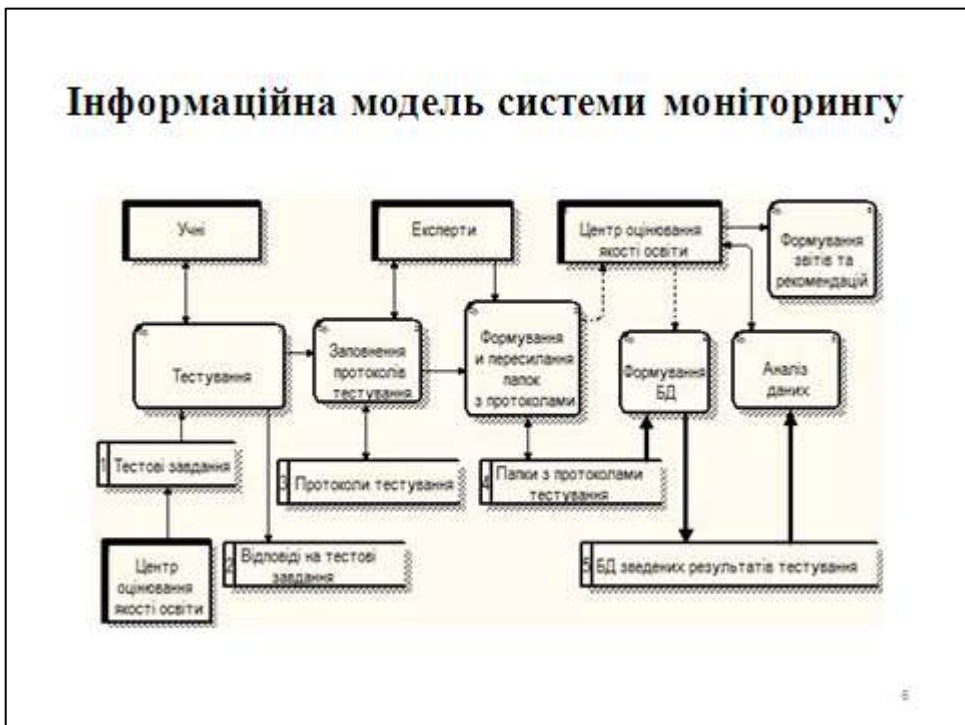 Інформаційна модель системи моніторингу
Учні
Експерти
Центр оцінювання
якості освіти
Формування
звітів та
рекомендацій
Тестування
Заповнення
протоколів
тестування
Формування
и пересилання
папок
з протоколами
Формування
БД
Аналіз
даних
1
Тестові завдання
3
Протоколи тестування
4
Папки з протоколами
тестування
Центр
оцінювання
якості освіти
2
Відповіді на тестові
завдання
5
БД зведених результатів тестування